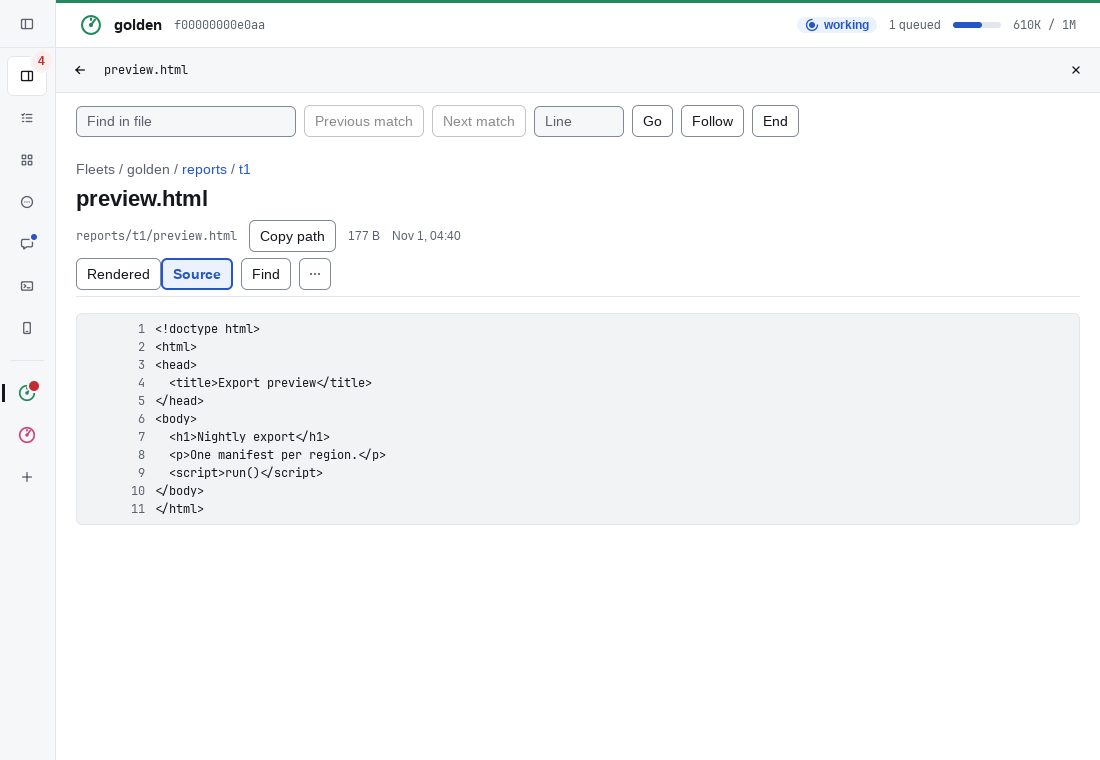 golden f00000000e0aa working 1 queued 610K / 1M
4
preview.html
Find in file Previous match Next match Line Go Follow End
Fleets / golden / reports / t1
preview.html
reports/t1/preview.html Copy path 177 B Nov 1, 04:40
Rendered Source Find ···
1 <!doctype html>
2 <html>
3 <head>
4   <title>Export preview</title>
5 </head>
6 <body>
7   <h1>Nightly export</h1>
8   <p>One manifest per region.</p>
9   <script>run()</script>
10 </body>
11 </html>